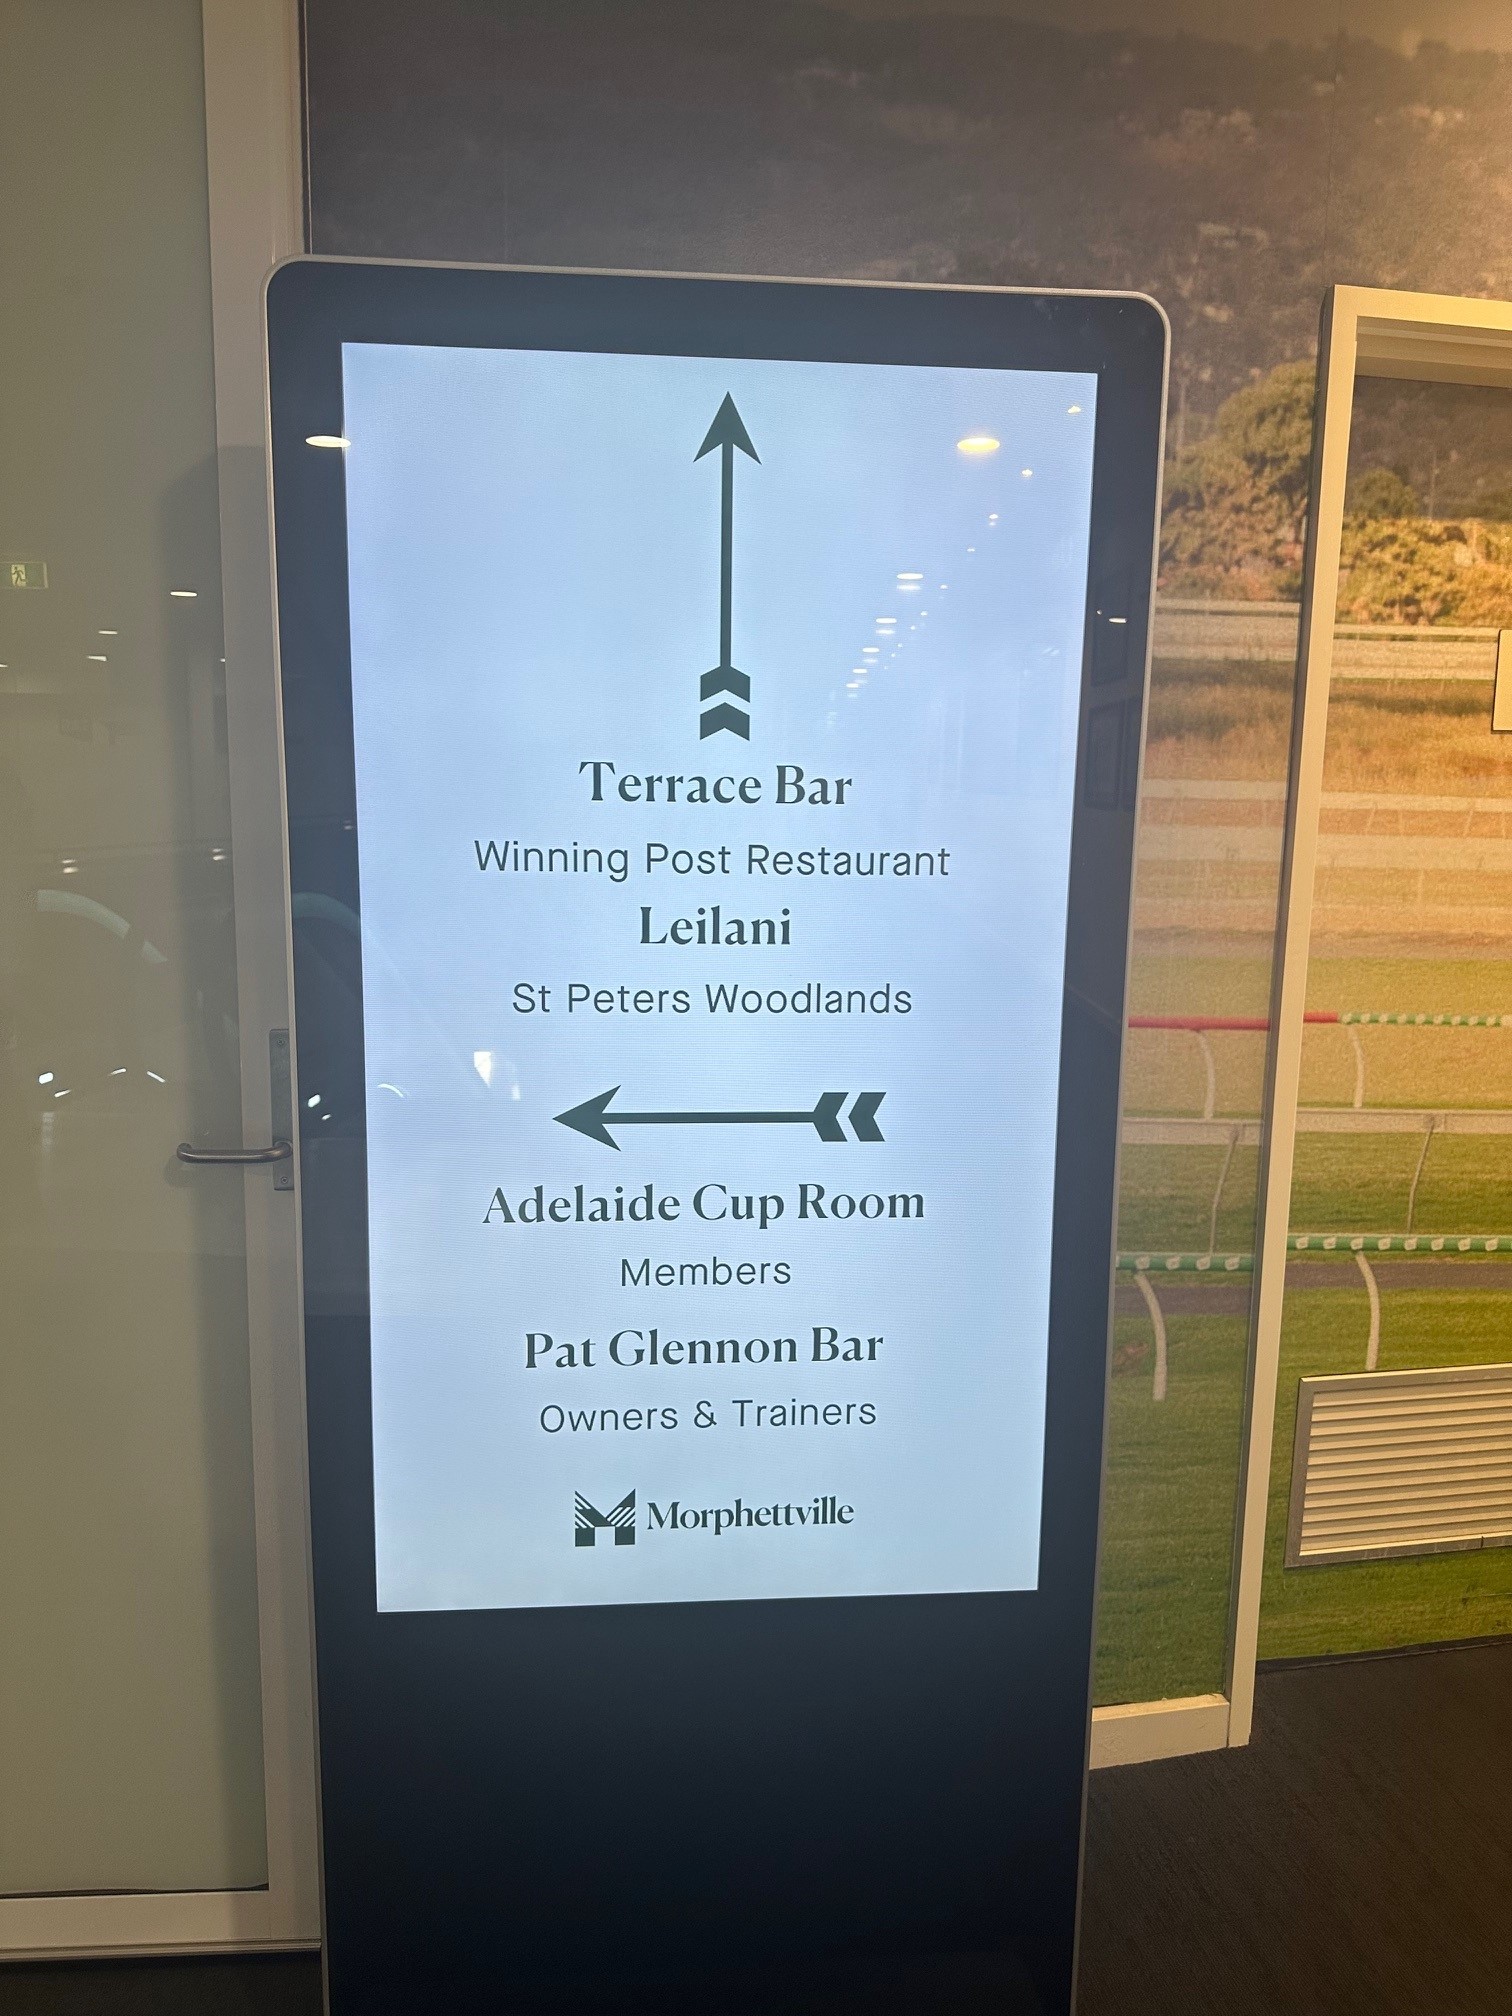 Terrace Bar
Winning Post Restaurant
Leilani
St Peters Woodlands
Adelaide Cup Room
Members
Pat Glennon Bar
Owners & Trainers
Morphettville